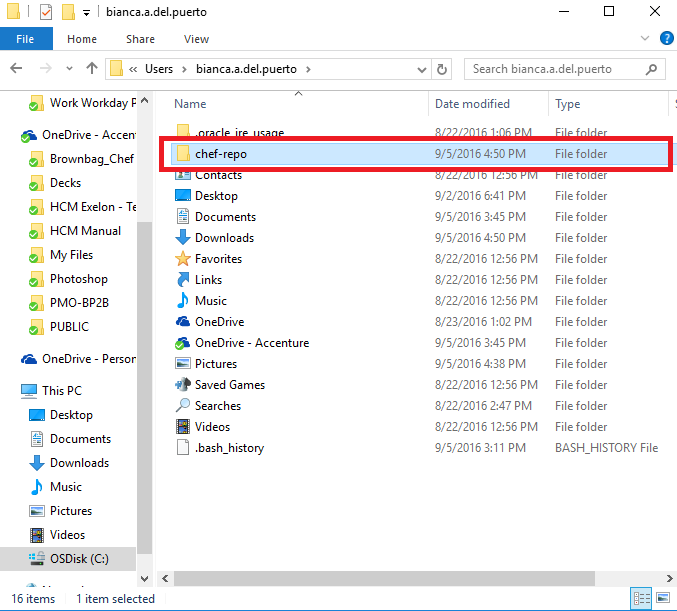 bianca.a.del.puerto
File Home Share View
« Users > bianca.a.del.puerto > Search bianca.a.del.puerto
Name Date modified Type
.oracle_jre_usage 8/22/2016 1:06 PM File folder
chef-repo 9/5/2016 4:50 PM File folder
Contacts 8/22/2016 12:56 PM File folder
Desktop 9/2/2016 6:41 PM File folder
Documents 9/5/2016 3:45 PM File folder
Downloads 9/5/2016 4:50 PM File folder
Favorites 8/22/2016 12:56 PM File folder
Links 8/22/2016 12:56 PM File folder
Music 8/22/2016 12:56 PM File folder
OneDrive 8/23/2016 1:02 PM File folder
OneDrive - Accenture 9/5/2016 3:45 PM File folder
Pictures 9/5/2016 4:38 PM File folder
Saved Games 8/22/2016 12:56 PM File folder
Searches 8/22/2016 2:47 PM File folder
Videos 8/22/2016 12:56 PM File folder
.bash_history 9/5/2016 3:11 PM BASH_HISTORY File
Work Workday P
OneDrive - Accent
Brownbag_Chef
Decks
HCM Exelon - Te
HCM Manual
My Files
Photoshop
PMO-BP2B
PUBLIC
OneDrive - Person
This PC
Desktop
Documents
Downloads
Music
Pictures
Videos
OSDisk (C:)
16 items 1 item selected